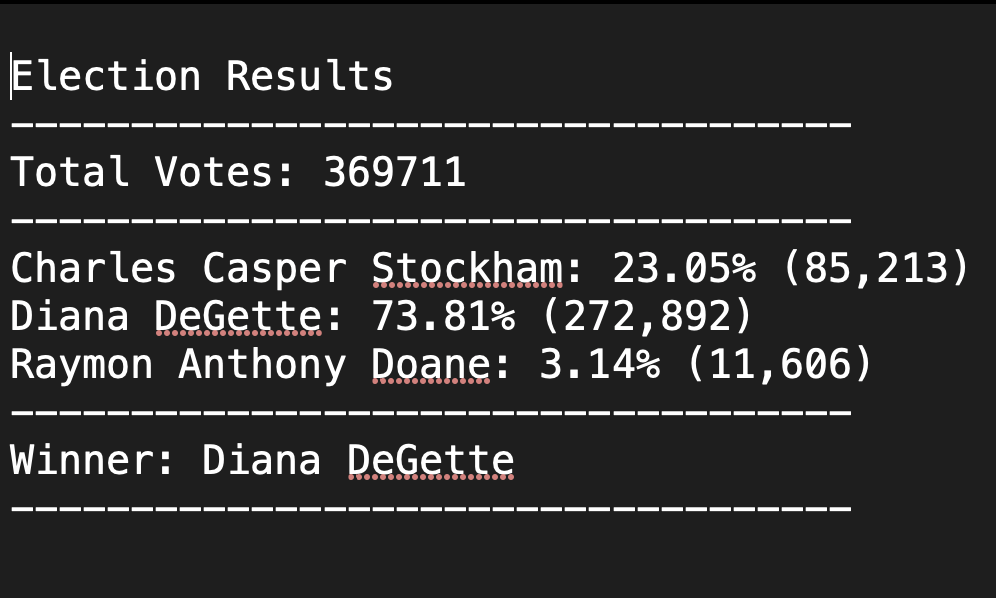 Election Results
-----------------------------------
Total Votes: 369711
-----------------------------------
Charles Casper Stockham: 23.05% (85,213)
Diana DeGette: 73.81% (272,892)
Raymon Anthony Doane: 3.14% (11,606)
-----------------------------------
Winner: Diana DeGette
-----------------------------------